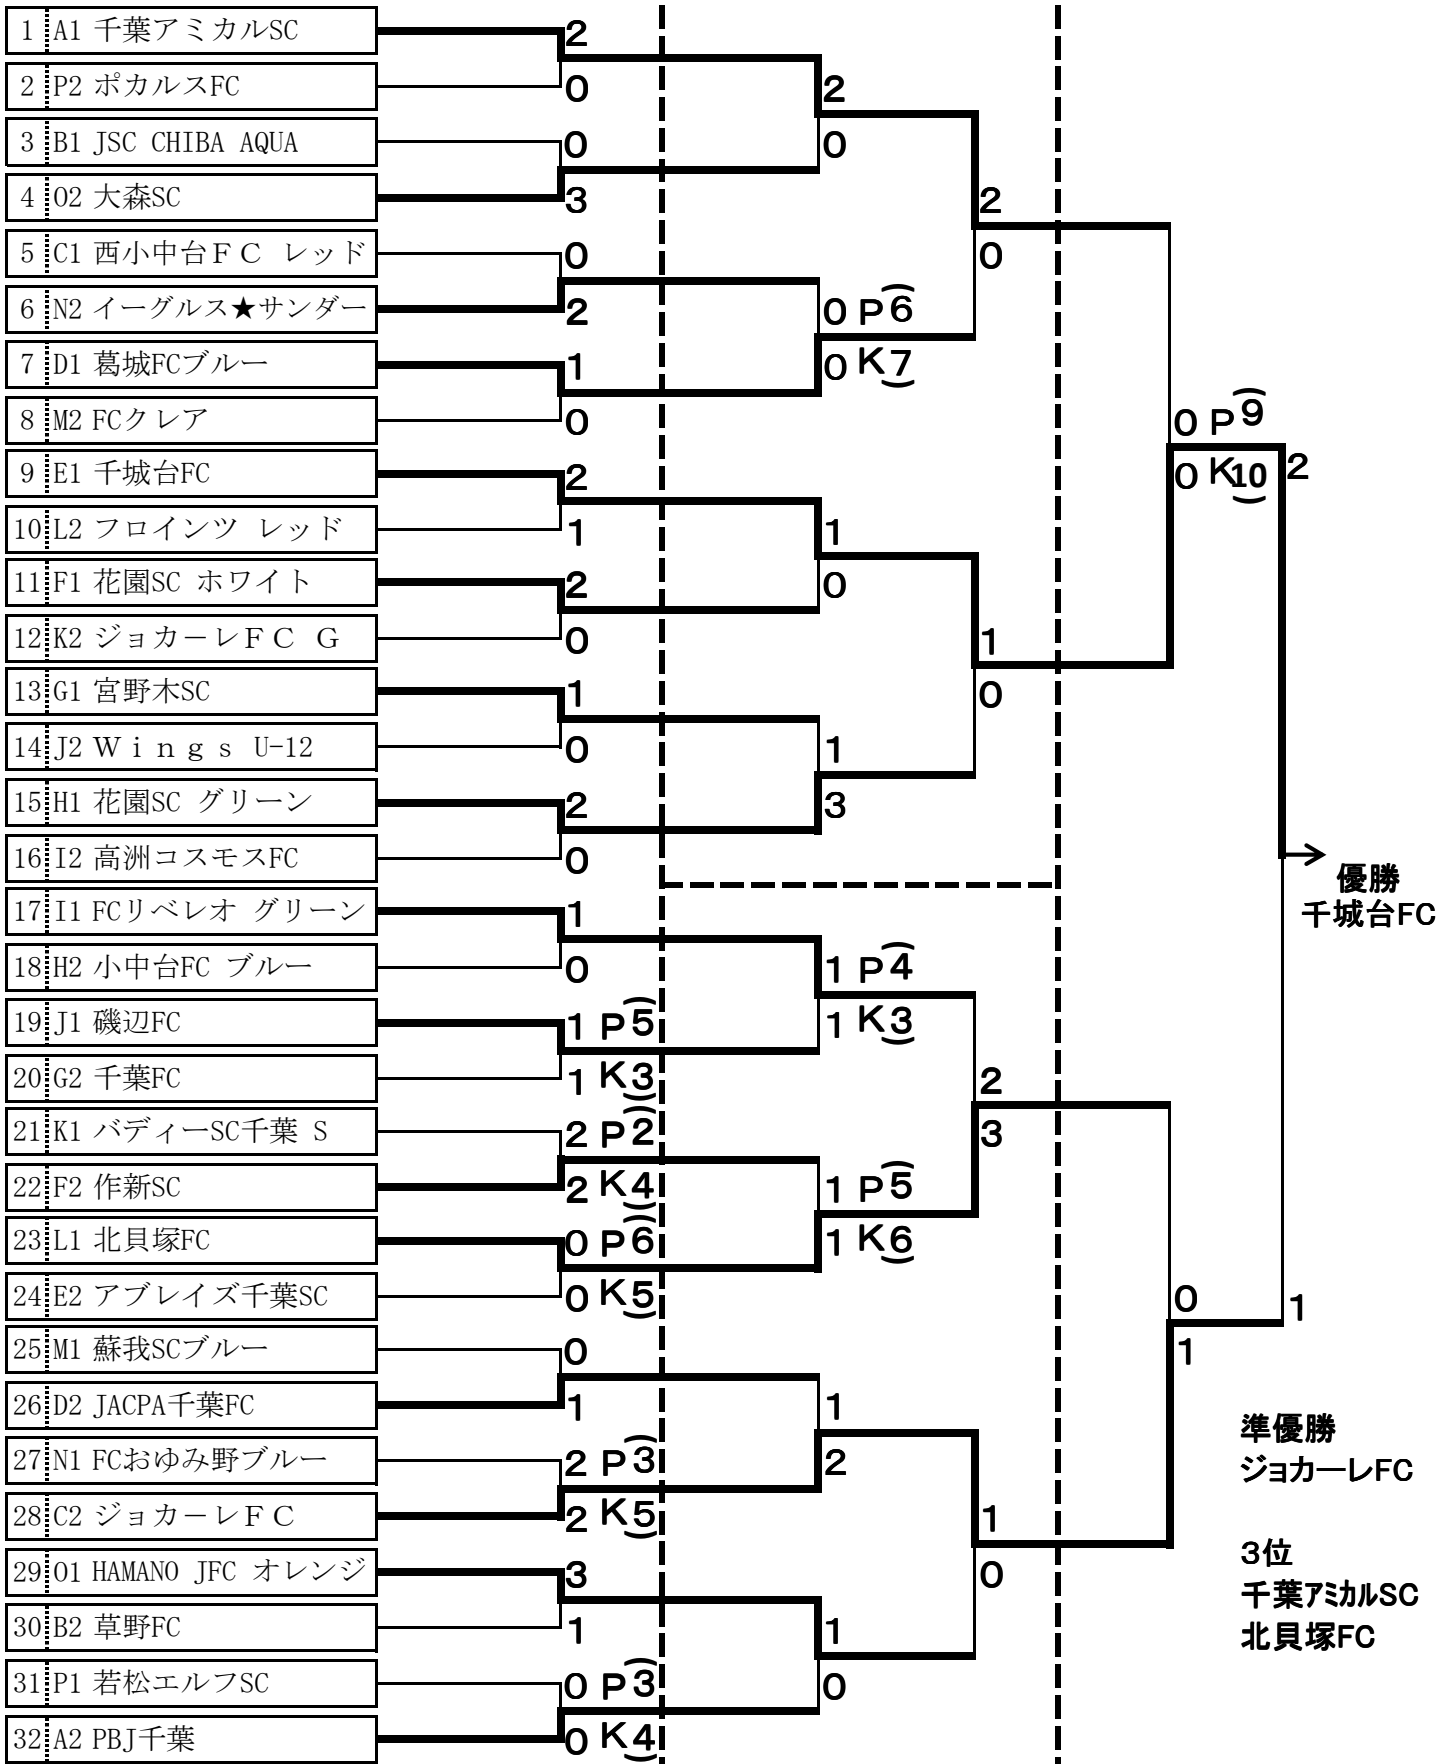 1 A1 千葉アミカルSC
2 P2 ポカルスFC
3 B1 JSC CHIBA AQUA
4 O2 大森SC
5 C1 西小中台ＦＣ レッド
6 N2 イーグルス★サンダー
7 D1 葛城FCブルー
8 M2 FCクレア
9 E1 千城台FC
10 L2 フロインツ レッド
11 F1 花園SC ホワイト
12 K2 ジョカーレＦＣ Ｇ
13 G1 宮野木SC
14 J2 Ｗｉｎｇｓ U-12
15 H1 花園SC グリーン
16 I2 高洲コスモスFC
17 I1 FCリベレオ グリーン
18 H2 小中台FC ブルー
19 J1 磯辺FC
20 G2 千葉FC
21 K1 バディーSC千葉 S
22 F2 作新SC
23 L1 北貝塚FC
24 E2 アブレイズ千葉SC
25 M1 蘇我SCブルー
26 D2 JACPA千葉FC
27 N1 FCおゆみ野ブルー
28 C2 ジョカーレＦＣ
29 O1 HAMANO JFC オレンジ
30 B2 草野FC
31 P1 若松エルフSC
32 A2 PBJ千葉
2
0
0
3
0
2
1
0
2
1
2
0
1
0
2
0
1
0
1 P 5
1 K 3
2 P 2
2 K 4
0 P 6
0 K 5
0
1
2 P 3
2 K 5
3
1
0 P 3
0 K 4
2
0
0 P 6
0 K 7
1
0
1
3
1 P 4
1 K 3
1 P 5
1 K 6
1
2
1
0
2
0
1
0
2
3
1
0
0 P 9
0 K 10
0
1
2
1
優勝
千城台FC
準優勝
ジョカーレFC
３位
千葉アミカルSC
北貝塚FC